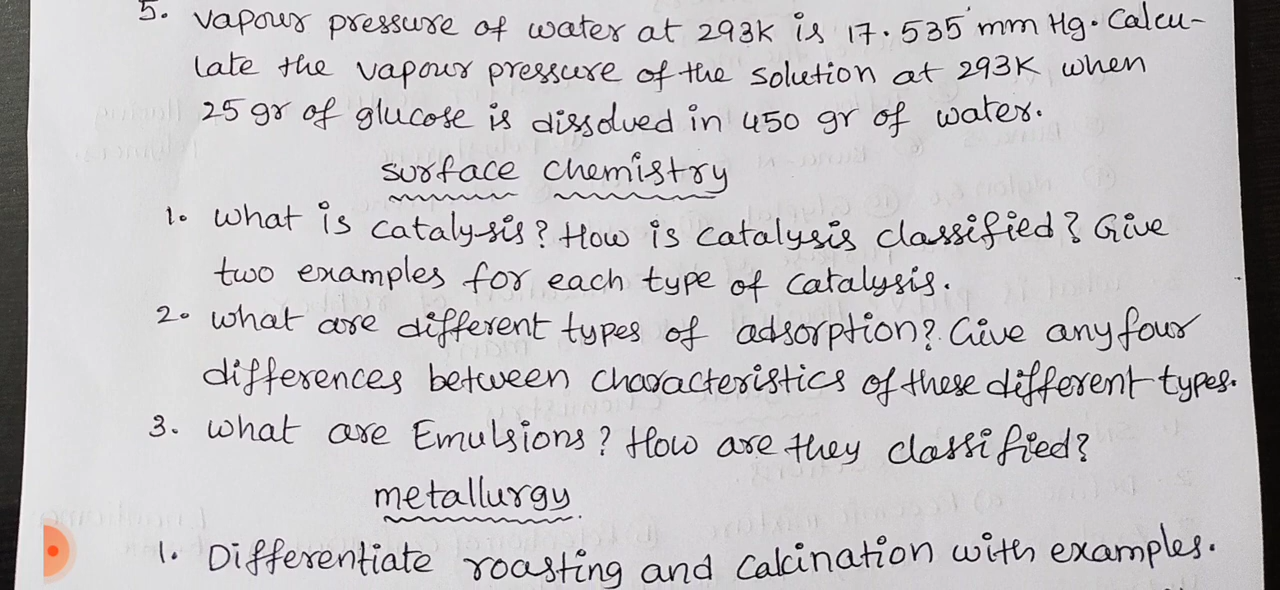 5. vapour pressure of water at 293K is 17.535 mm Hg. Calcu-
late the vapour pressure of the solution at 293K when
25 gr of glucose is dissolved in 450 gr of water.
surface chemistry
1. what is catalysis? How is catalysis classified? Give
two examples for each type of catalysis.
2. what are different types of adsorption? Give any four
differences between characteristics of these different types.
3. what are Emulsions? How are they classified?
metallurgy
1. Differentiate roasting and calcination with examples.